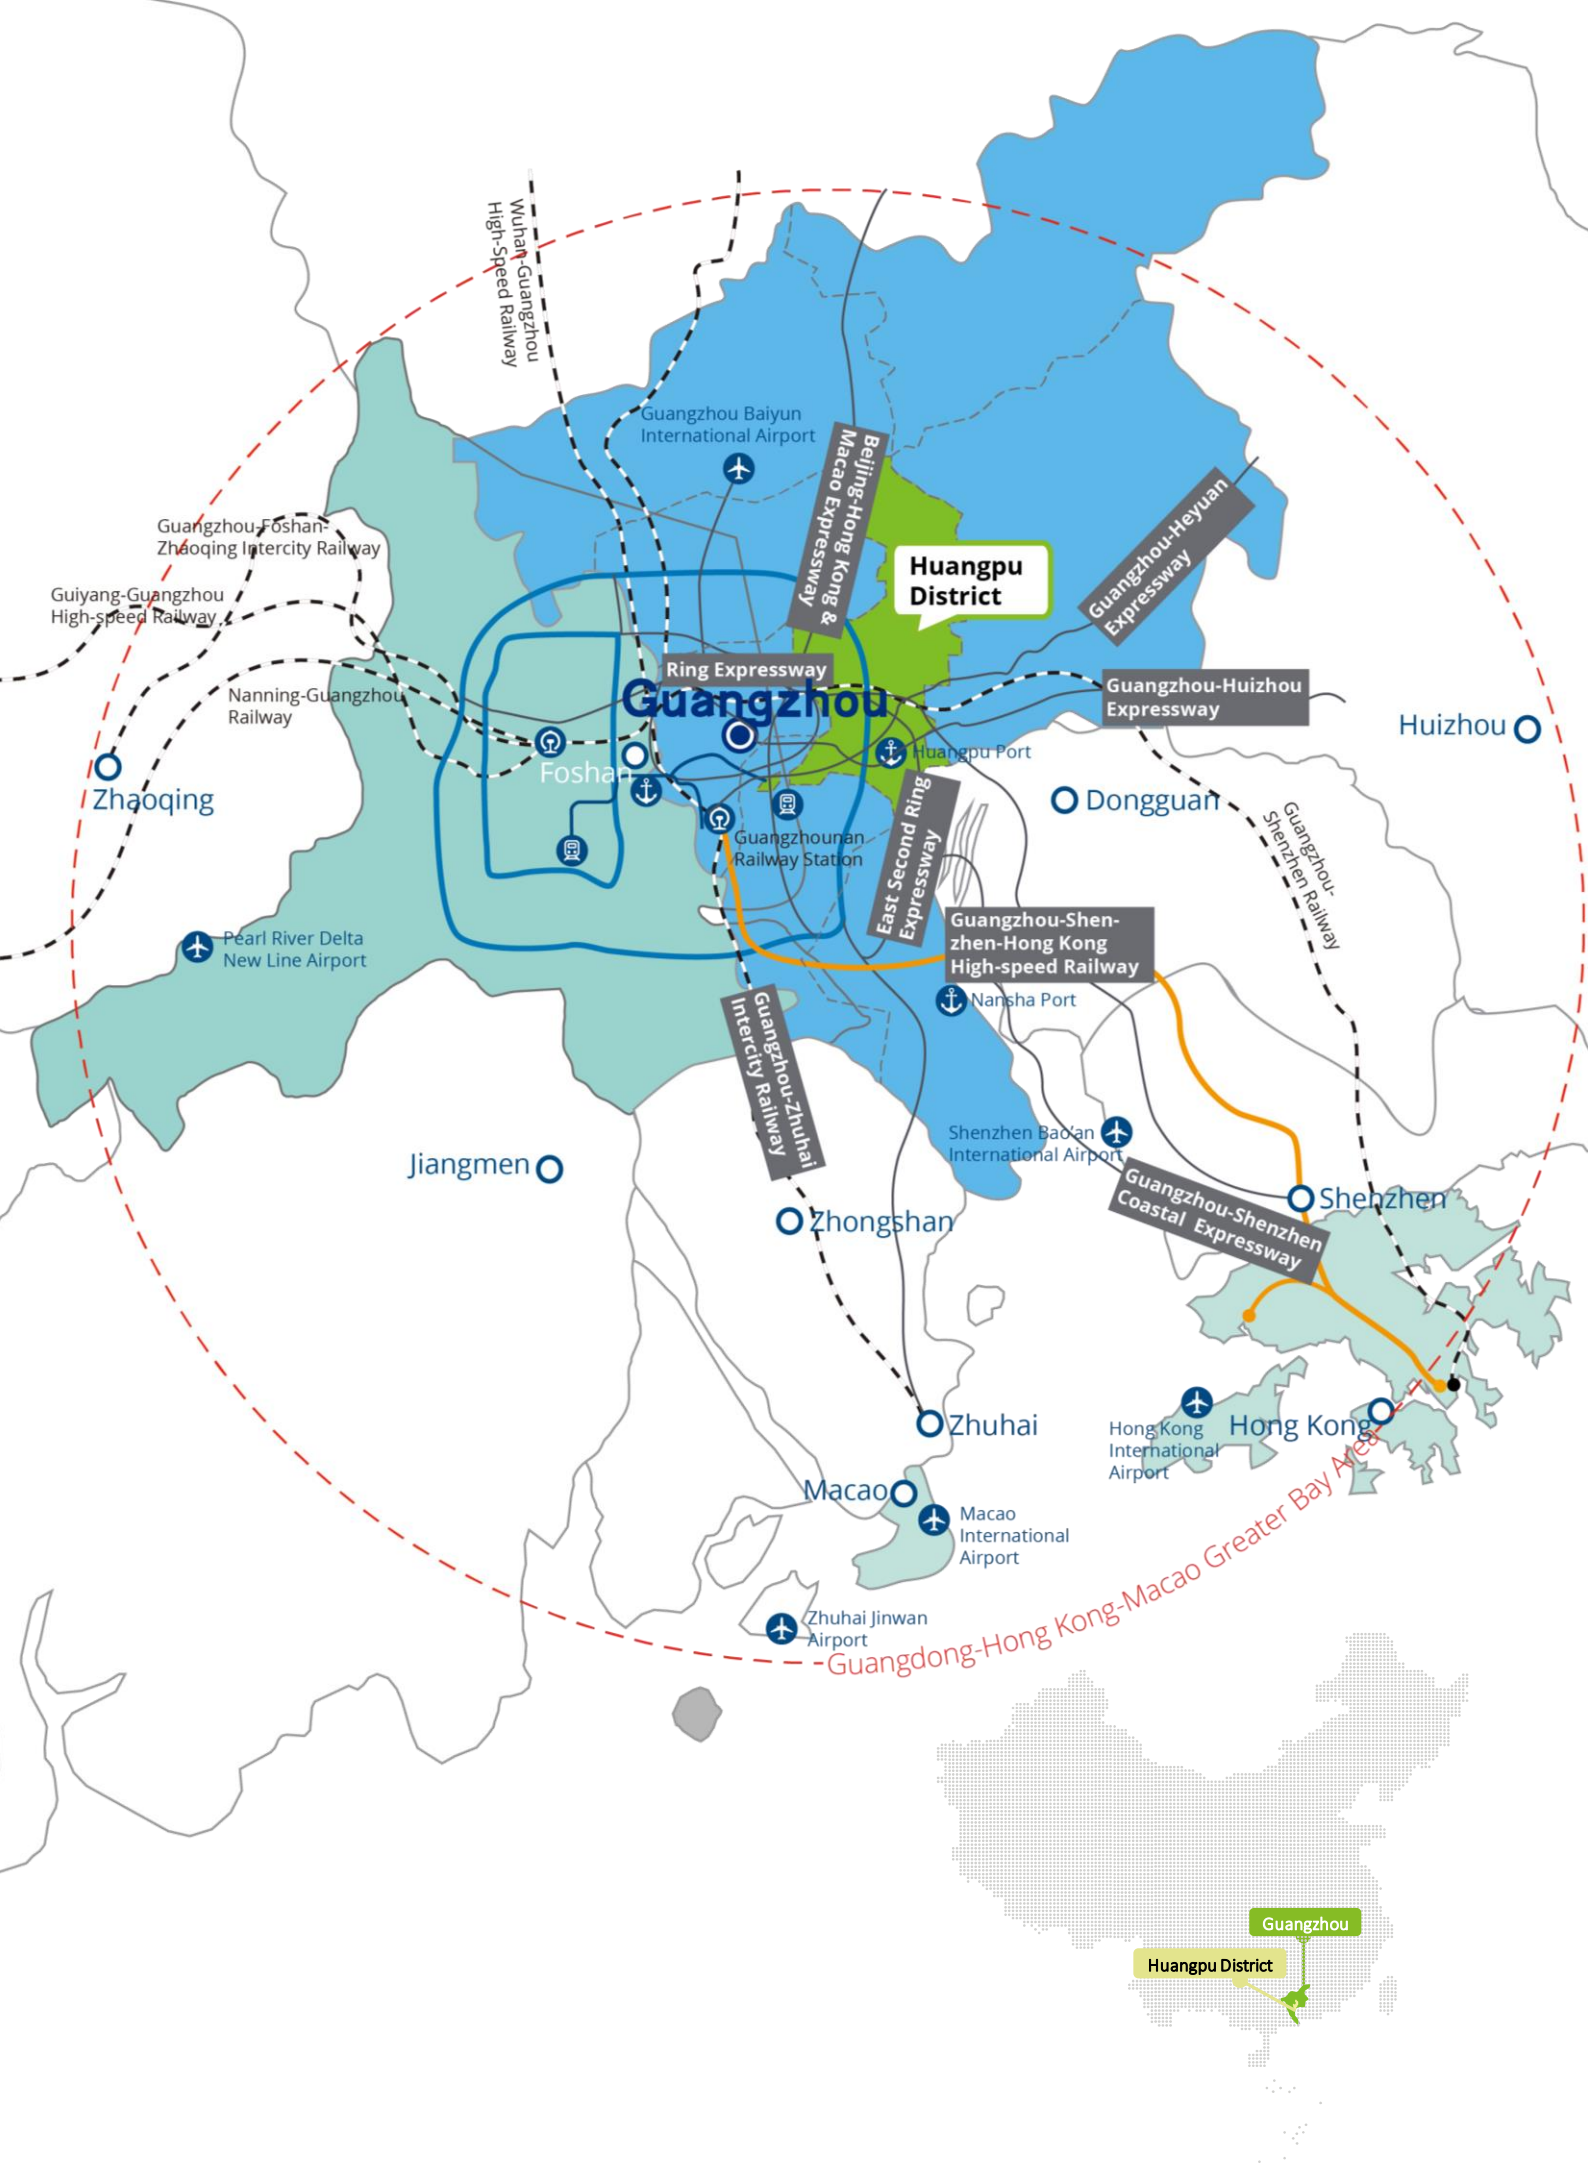 Wuhan-Guangzhou
High-Speed Railway
Guangzhou Baiyun
International Airport
Beijing-Hong Kong &
Macao Expressway
Guangzhou-Heyuan
Expressway
Guangzhou-Foshan-
Zhaoqing Intercity Railway
Huangpu
District
Guiyang-Guangzhou
High-speed Railway
Ring Expressway
Guangzhou
Nanning-Guangzhou
Railway
Guangzhou-Huizhou
Expressway
Huizhou
Huangpu Port
Foshan
Zhaoqing
Dongguan
East Second Ring
Expressway
Guangzhou-
Shenzhen Railway
Guangzhounan
Railway Station
Guangzhou-Shen-
zhen-Hong Kong
High-speed Railway
Pearl River Delta
New Line Airport
Nansha Port
Guangzhou-Zhuhai
Intercity Railway
Shenzhen Bao'an
International Airport
Jiangmen
Guangzhou-Shenzhen
Coastal Expressway
Shenzhen
Zhongshan
Zhuhai
Hong Kong
International
Airport
Hong Kong
Macao
Macao
International
Airport
Zhuhai Jinwan
Airport
Guangdong-Hong Kong-Macao Greater Bay Area
Guangzhou
Huangpu District